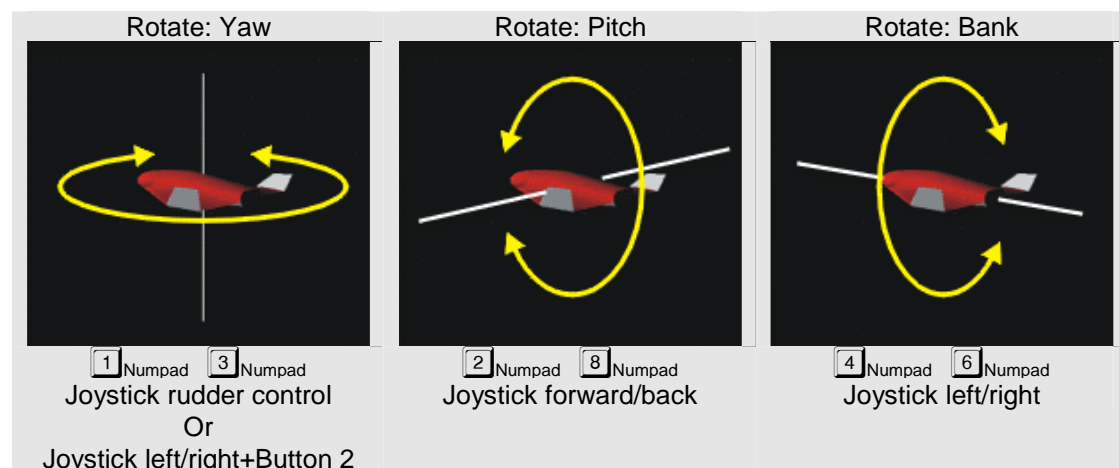 Rotate: Yaw
1 Numpad 3 Numpad
Joystick rudder control
Or
Joystick left/right+Button 2
Rotate: Pitch
2 Numpad 8 Numpad
Joystick forward/back
Rotate: Bank
4 Numpad 6 Numpad
Joystick left/right